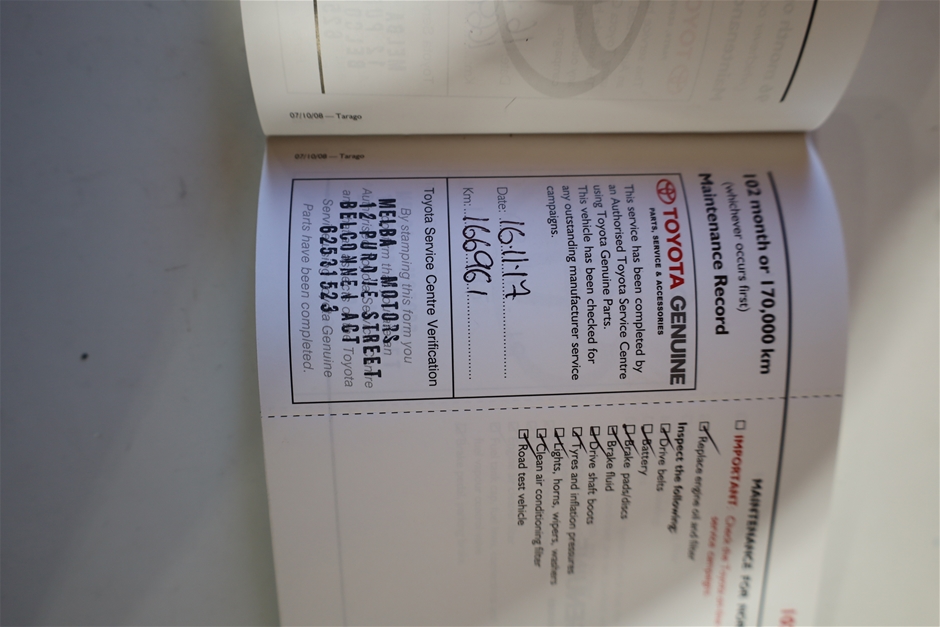 07/10/08 — Tarago
07/10/08 — Tarago
102 month or 170,000 km
(whichever occurs first)
Maintenance Record
TOYOTA GENUINE
PARTS, SERVICE & ACCESSORIES
This service has been completed by
an Authorised Toyota Service Centre
using Toyota Genuine Parts.
This vehicle has been checked for
any outstanding manufacturer service
campaigns.
Date: 16.11.17
Km: 166961
Toyota Service Centre Verification
By stamping this form you
MELBA MOTORS
12 PURDUE STREET
BELCONNEN ACT
62531523
Toyota
Genuine
Parts have been completed.
MAINTENANCE FOR
IMPORTANT Check the Toyota
service campaigns
Replace engine oil and filter
Inspect the following:
Drive belts
Battery
Brake pads/discs
Brake fluid
Drive shaft boots
Tyres and inflation pressures
Lights, horns, wipers, washers
Clean air conditioning filter
Road test vehicle